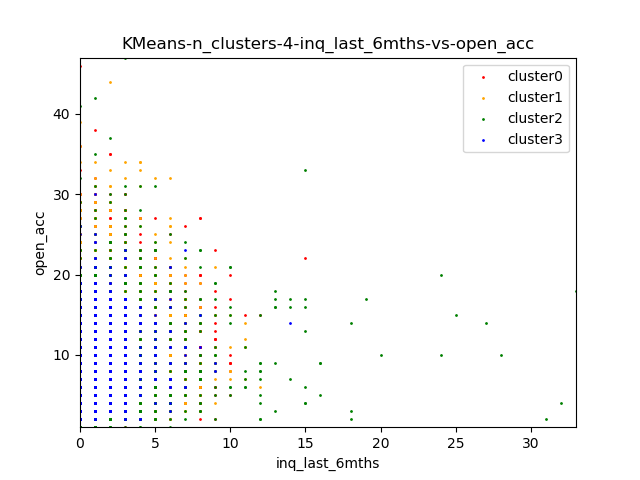 KMeans-n_clusters-4-inq_last_6mths-vs-open_acc
cluster0
cluster1
cluster2
cluster3
open_acc
40
30
20
10
0 5 10 15 20 25 30
inq_last_6mths